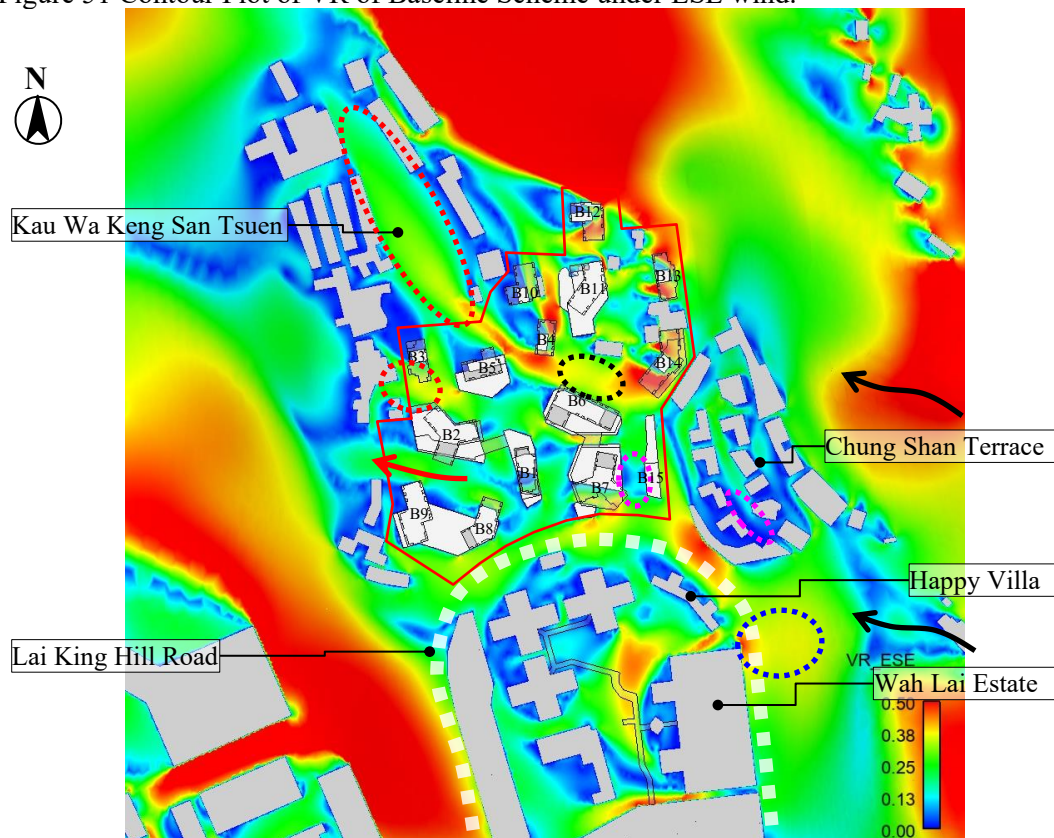 Figure 51 Contour Plot of VR of Baseline Scheme under ESE wind.
N
Kau Wa Keng San Tsuen
B12
B13
B10
B11
B4
B3
B5
B14
B6
B2
Chung Shan Terrace
B1
B7
B15
B9
B8
Happy Villa
Lai King Hill Road
VR_ESE
Wah Lai Estate
0.50
0.38
0.25
0.13
0.00